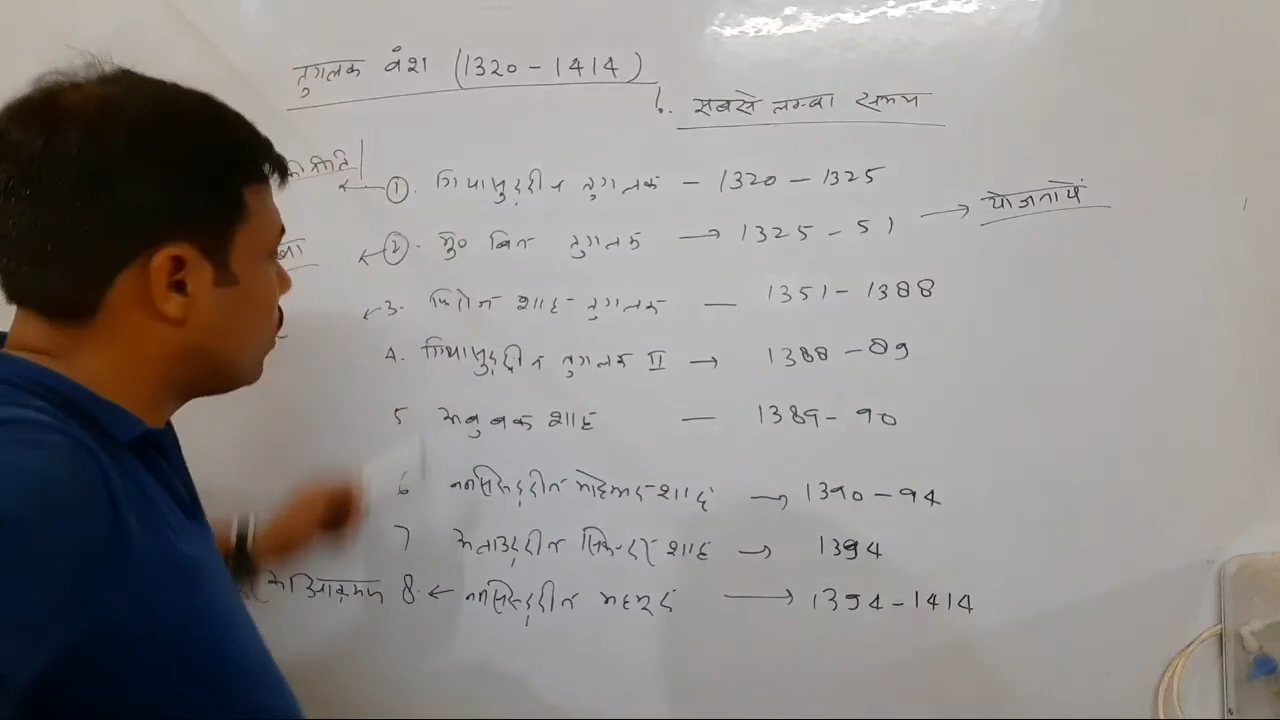 तुगलक वंश (1320-1414)
सबसे लम्बा समय
① गियासुद्दीन तुगलक - 1320-1325
② मु० बिन तुगलक → 1325-51 → योजनायें
3. फिरोज शाह तुगलक - 1351-1388
4. गियासुद्दीन तुगलक II → 1388-89
5 अबु बक्र शाह - 1389-90
6 नासिरुद्दीन मोहम्मद शाह → 1390-94
7 अलाउद्दीन सिकन्दर शाह → 1394
के आक्रमण 8. ← नासिरुद्दीन महमूद → 1394-1414